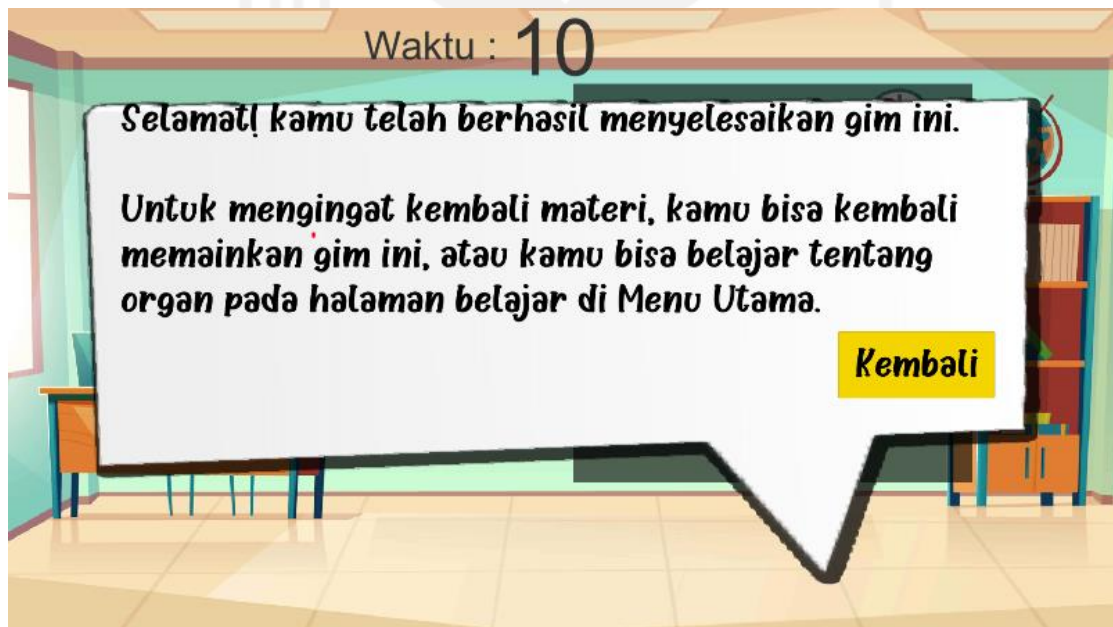 Waktu : 10
Selamat! kamu telah berhasil menyelesaikan gim ini.
Untuk mengingat kembali materi, kamu bisa kembali
memainkan gim ini, atau kamu bisa belajar tentang
organ pada halaman belajar di Menu Utama.
Kembali